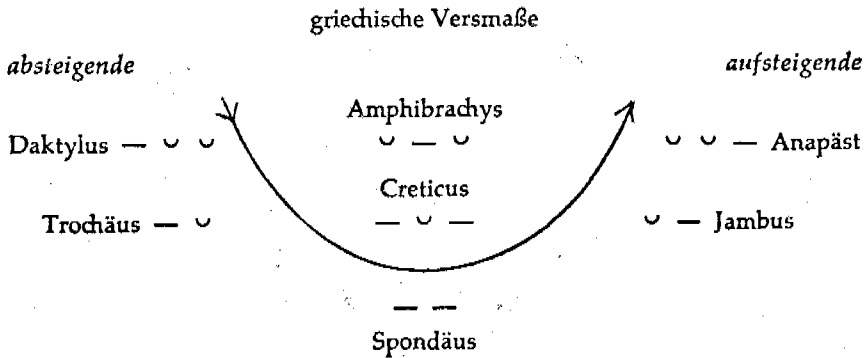 griechische Versmaße
absteigende aufsteigende
Amphibrachys
Daktylus — ᴗ ᴗ ᴗ — ᴗ ᴗ ᴗ — Anapäst
Creticus
Trochäus — ᴗ — ᴗ — ᴗ — Jambus
— —
Spondäus